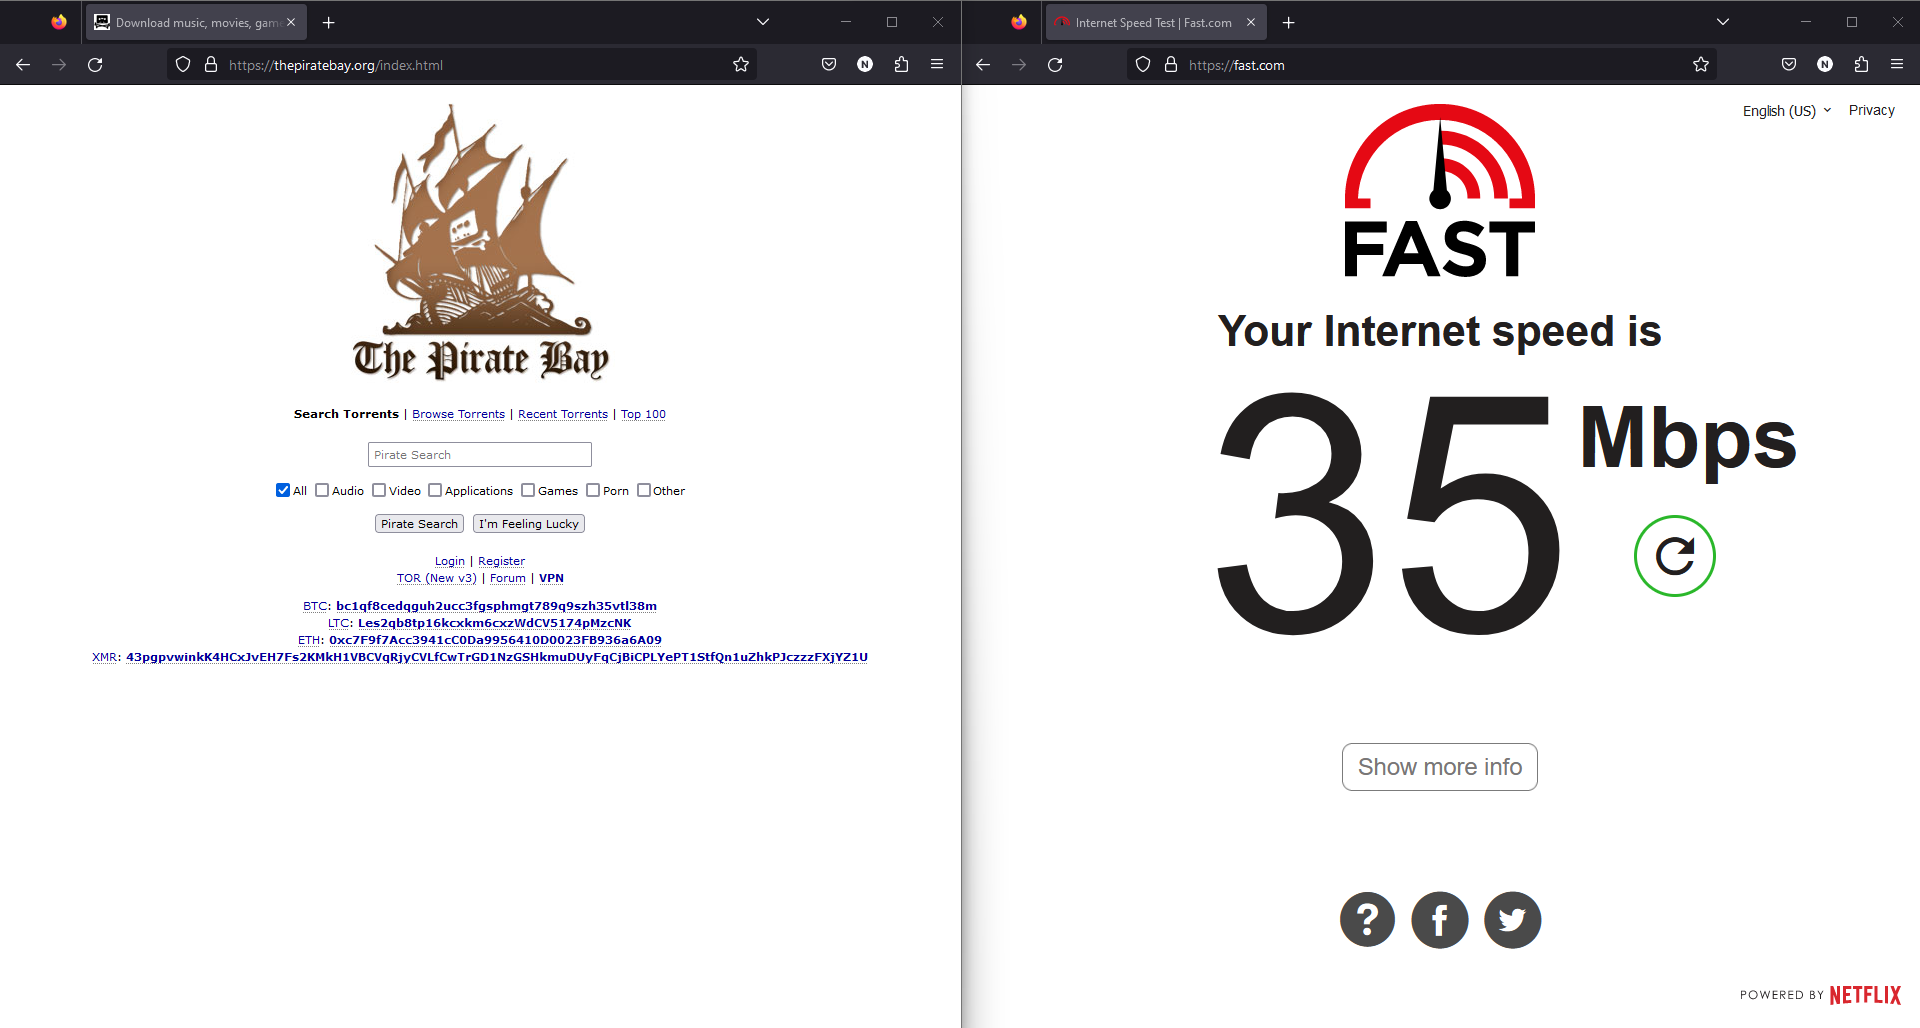 Download music, movies, game
https://thepiratebay.org/index.html
N
The Pirate Bay
Search Torrents | Browse Torrents | Recent Torrents | Top 100
Pirate Search
All Audio Video Applications Games Porn Other
Pirate Search I'm Feeling Lucky
Login | Register
TOR (New v3) | Forum | VPN
BTC: bc1qf8cedqguh2ucc3fgsphmgt789q9szh35vtl38m
LTC: Les2qb8tp16kcxkm6cxzWdCV5174pMzcNK
ETH: 0xc7F9f7Acc3941cC0Da9956410D0023FB936a6A09
XMR: 43pgpvwinkK4HCxJvEH7Fs2KMkH1VBCVqRjyCVLfCwTrGD1NzGSHkmuDUyFqCjBiCPLYePT1StfQn1uZhkPJczzzFXjYZ1U
Internet Speed Test | Fast.com
https://fast.com
N
English (US) Privacy
FAST
Your Internet speed is
35 Mbps
Show more info
? f
POWERED BY NETFLIX